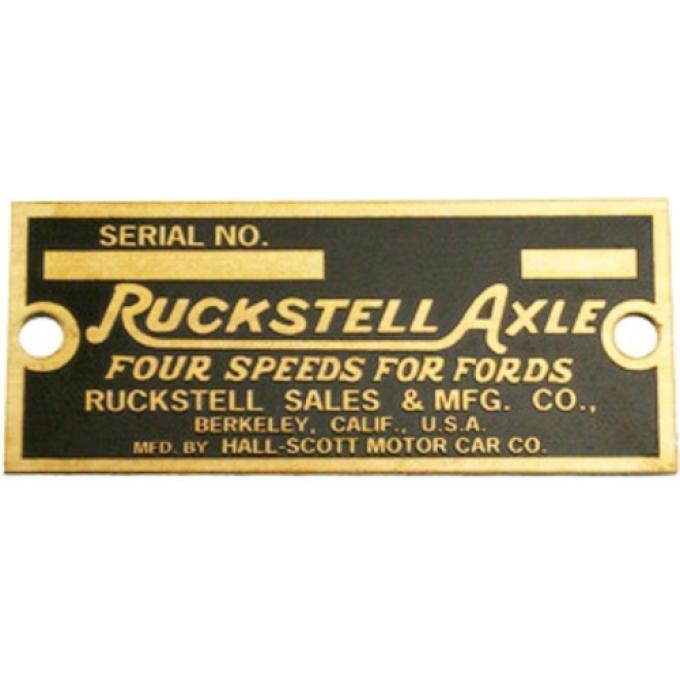 SERIAL NO.
RUCKSTELL AXLE
FOUR SPEEDS FOR FORDS
RUCKSTELL SALES & MFG. CO.,
BERKELEY, CALIF., U.S.A.
MFD. BY HALL-SCOTT MOTOR CAR CO.